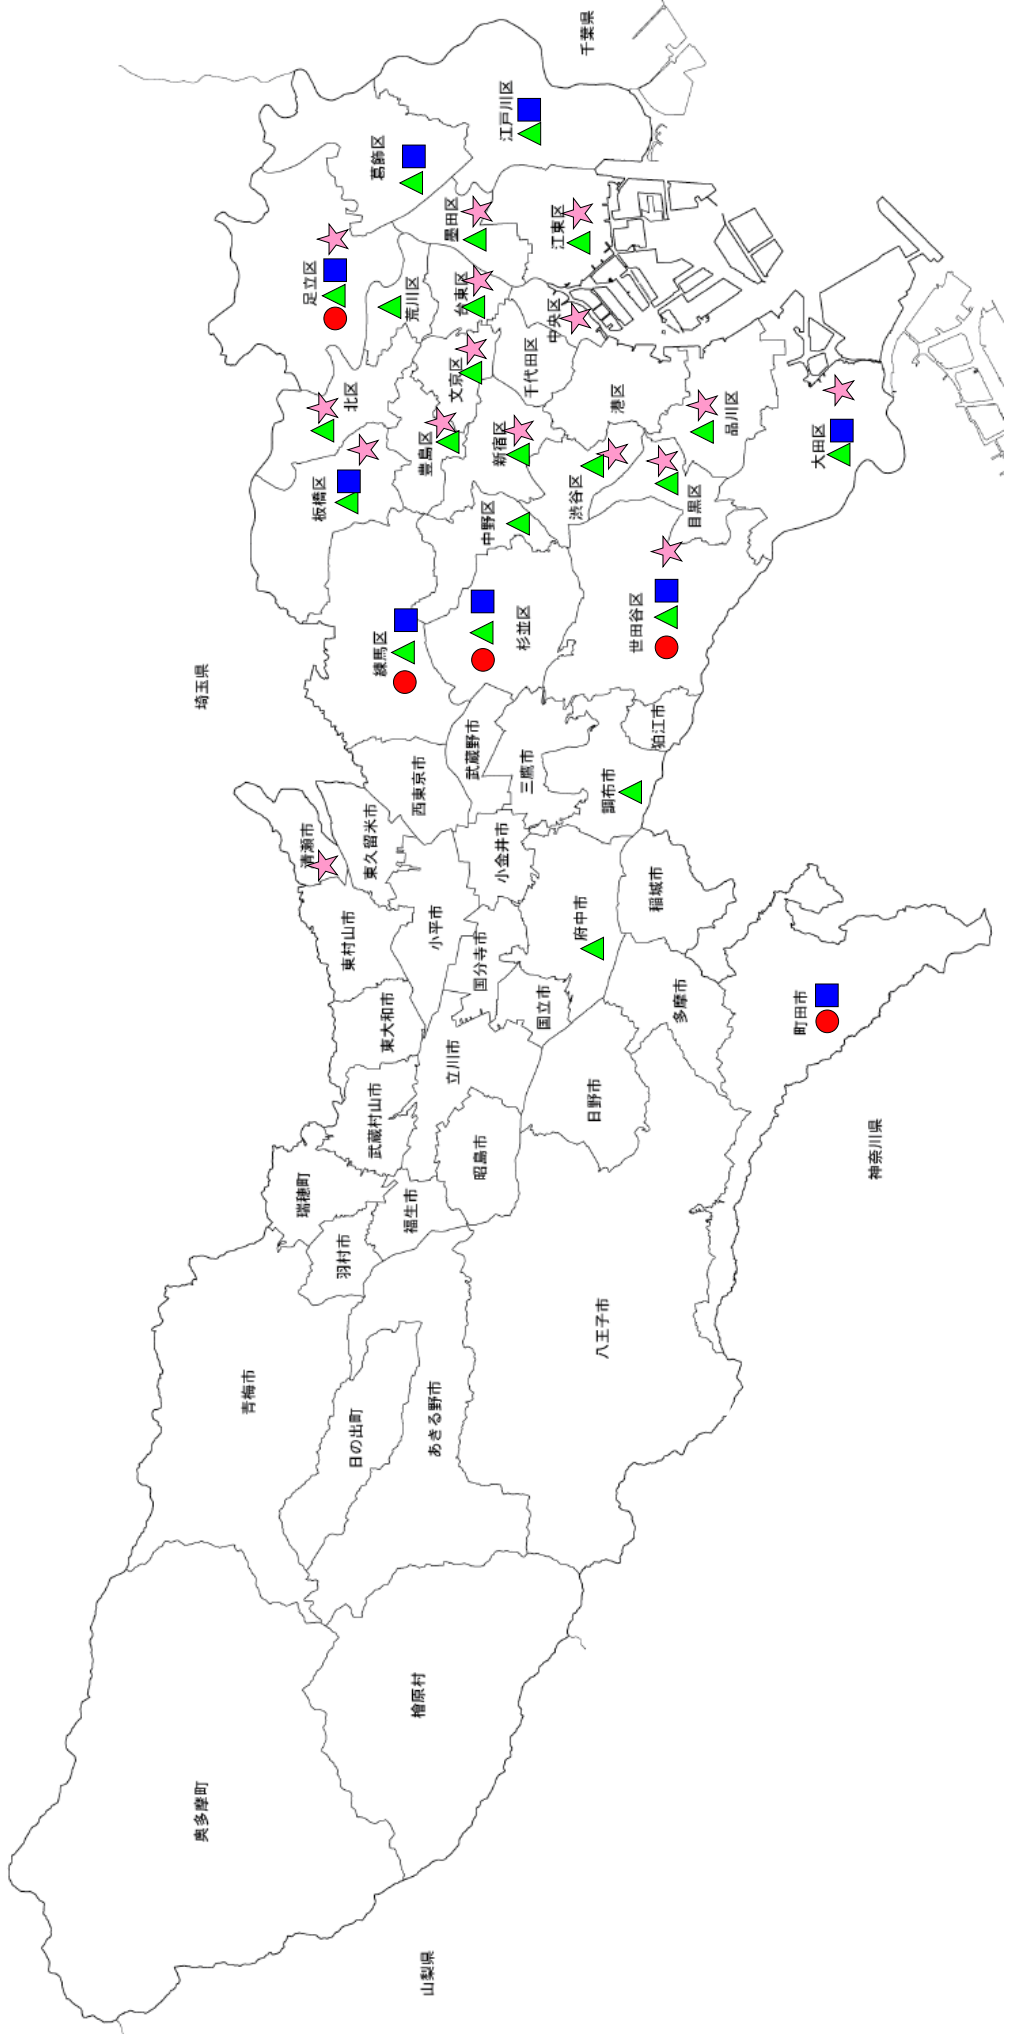 奥多摩町
檜原村
青梅市
日の出町
あきる野市
八王子市
瑞穂町
羽村市
福生市
昭島市
武蔵村山市
東大和市
立川市
日野市
多摩市
町田市
東村山市
小平市
国分寺市
国立市
府中市
稲城市
清瀬市
東久留米市
西東京市
小金井市
武蔵野市
三鷹市
調布市
狛江市
練馬区
杉並区
世田谷区
板橋区
中野区
豊島区
新宿区
渋谷区
目黒区
北区
文京区
千代田区
港区
品川区
大田区
足立区
荒川区
台東区
中央区
墨田区
江東区
葛飾区
江戸川区
埼玉県
千葉県
神奈川県
山梨県